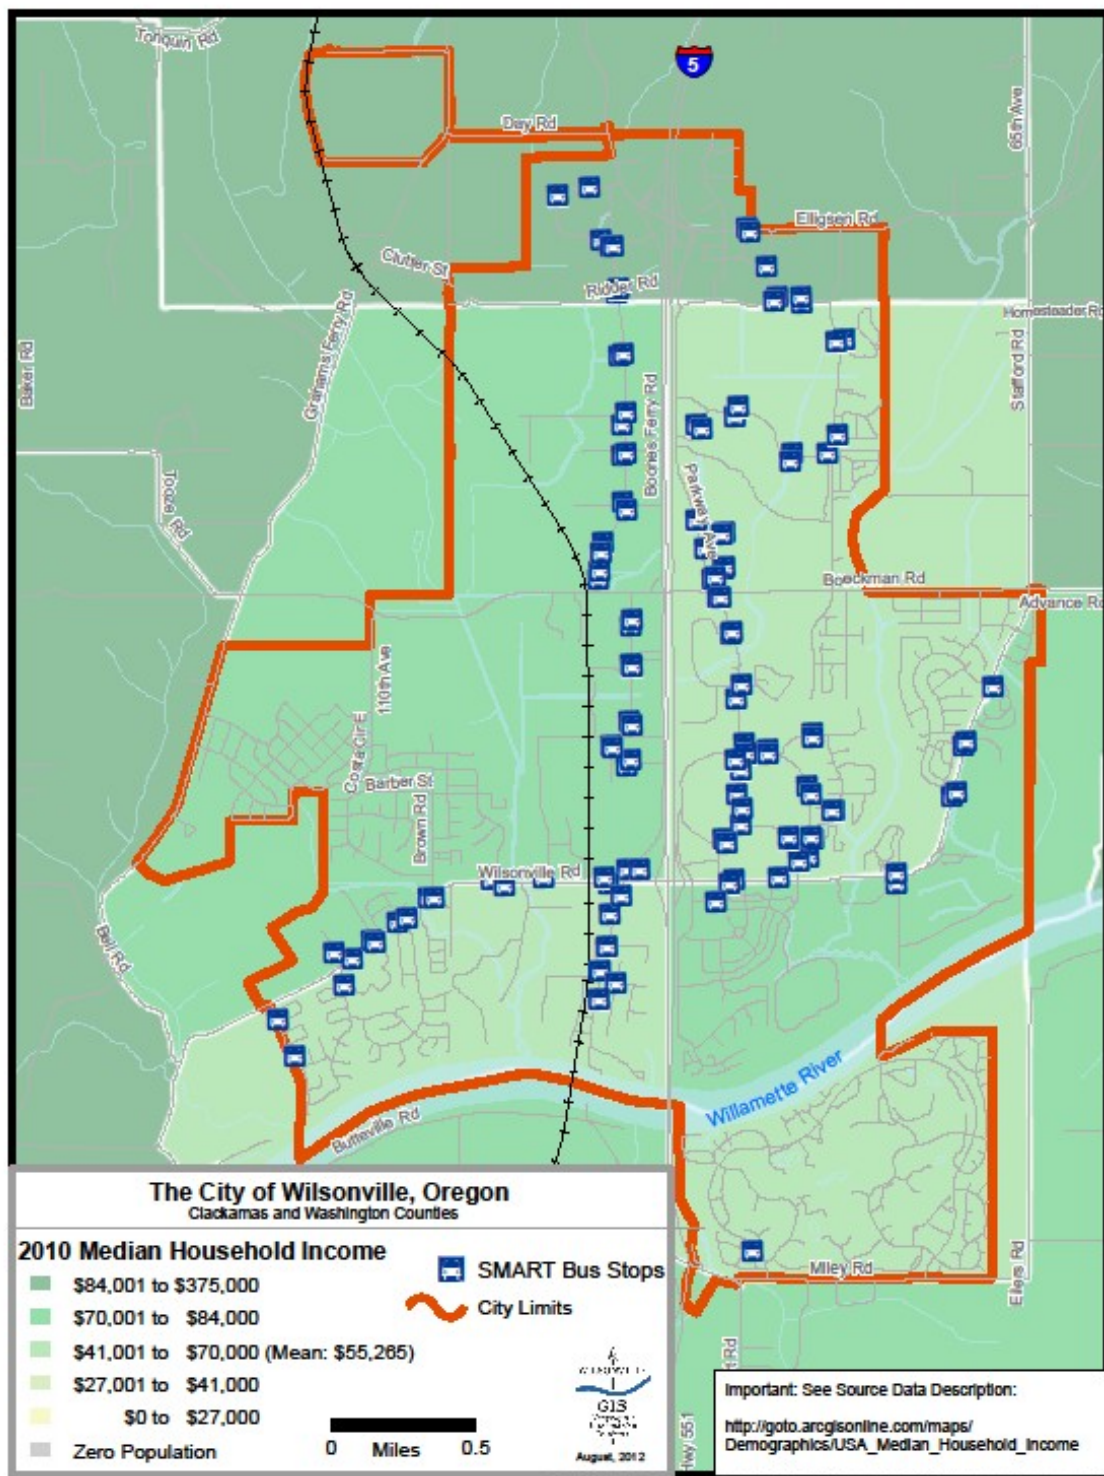 Tonquin Rd
5
Day Rd
65th Ave
Elligsen Rd
Clutter St
Ridder Rd
Homesteader Rd
Grahams Ferry Rd
Baker Rd
Stafford Rd
Boones Ferry Rd
Tooze Rd
Parkway Ave
Boeckman Rd
Advance Rd
110th Ave
Costa Cir E
Barber St
Brown Rd
Wilsonville Rd
Bell Rd
Willamette River
Butteville Rd
Miley Rd
Eilers Rd
rt Rd
Hwy 551
The City of Wilsonville, Oregon
Clackamas and Washington Counties
2010 Median Household Income
$84,001 to $375,000
$70,001 to $84,000
$41,001 to $70,000 (Mean: $55,265)
$27,001 to $41,000
$0 to $27,000
Zero Population
SMART Bus Stops
City Limits
0 Miles 0.5
WILSONVILLE
GIS
August, 2012
Important: See Source Data Description:
http://goto.arcgisonline.com/maps/
Demographics/USA_Median_Household_Income